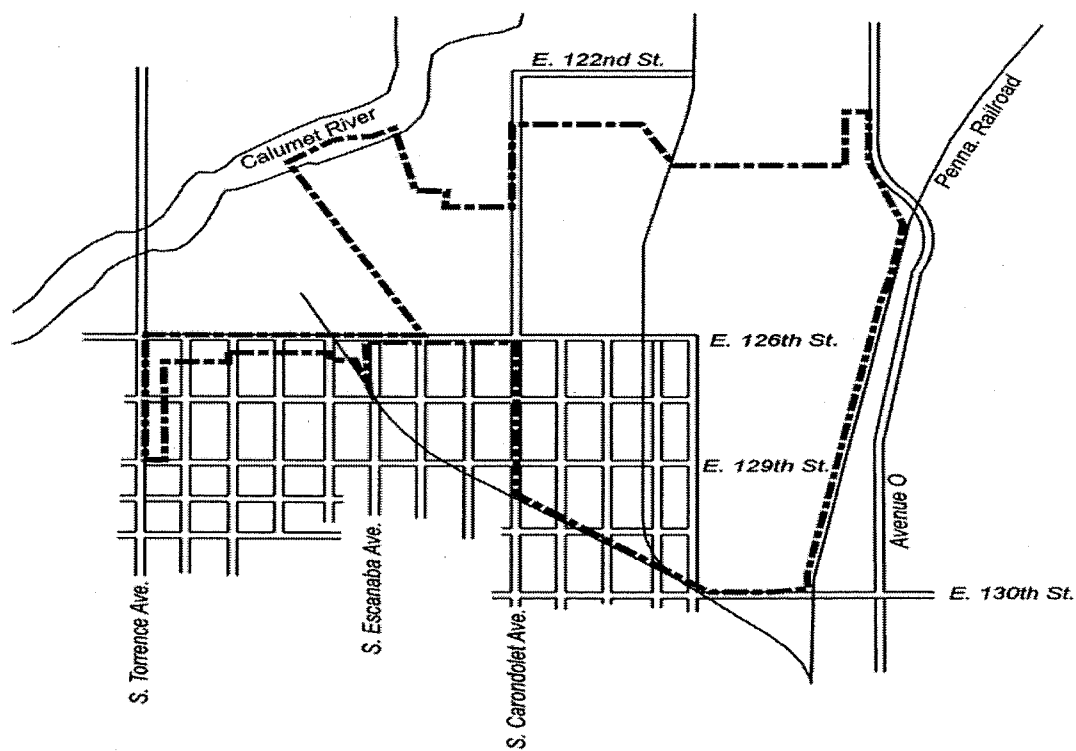 E. 122nd St.
Calumet River
Penna. Railroad
E. 126th St.
E. 129th St.
Avenue O
E. 130th St.
S. Torrence Ave.
S. Escanaba Ave.
S. Carondolet Ave.